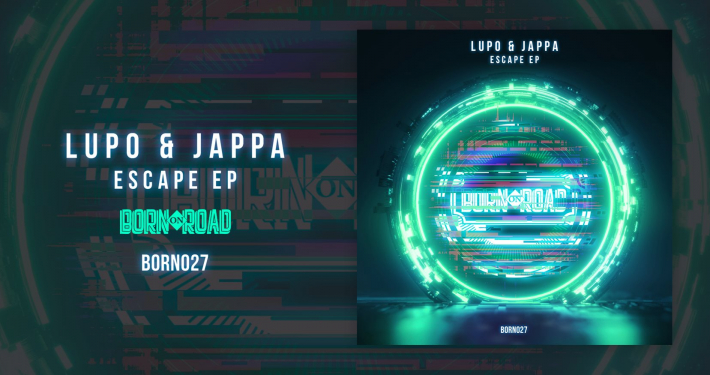 LUPO & JAPPA
ESCAPE EP
BORN ON ROAD
BORN027
LUPO & JAPPA
ESCAPE EP
BORN ON ROAD
BORN027